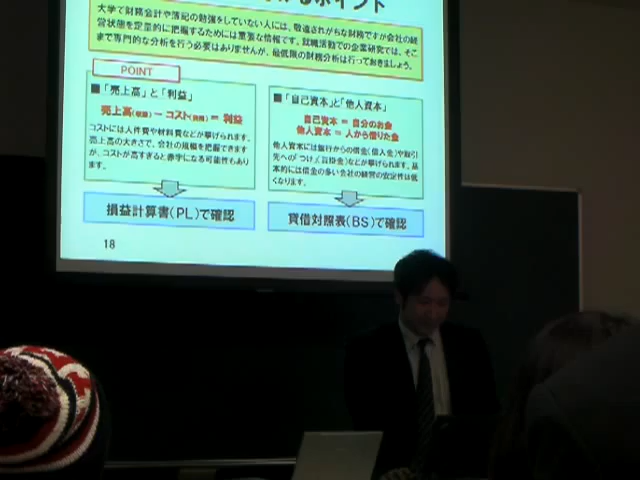 るポイント
大学で財務会計や簿記の勉強をしていない人には、敬遠されがちな財務ですが会社の経
営状態を定量的に把握するためには重要な情報です。就職活動での企業研究では、そこ
まで専門的な分析を行う必要はありませんが、最低限の財務分析は行っておきましょう。
POINT
■「売上高」と「利益」
売上高(収益) － コスト(費用) ＝ 利益
コストには人件費や材料費などが挙げられます。
売上高の大きさで、会社の規模を把握できます
が、コストが高すぎると赤字になる可能性もあり
ます。
損益計算書(PL)で確認
■「自己資本」と「他人資本」
自己資本 ＝ 自分のお金
他人資本 ＝ 人から借りた金
他人資本には銀行からの借金(借入金)や取引
先への「つけ」(買掛金)などが挙げられます。基
本的には借金の多い会社の経営の安定性は低
くなります。
貸借対照表(BS)で確認
18